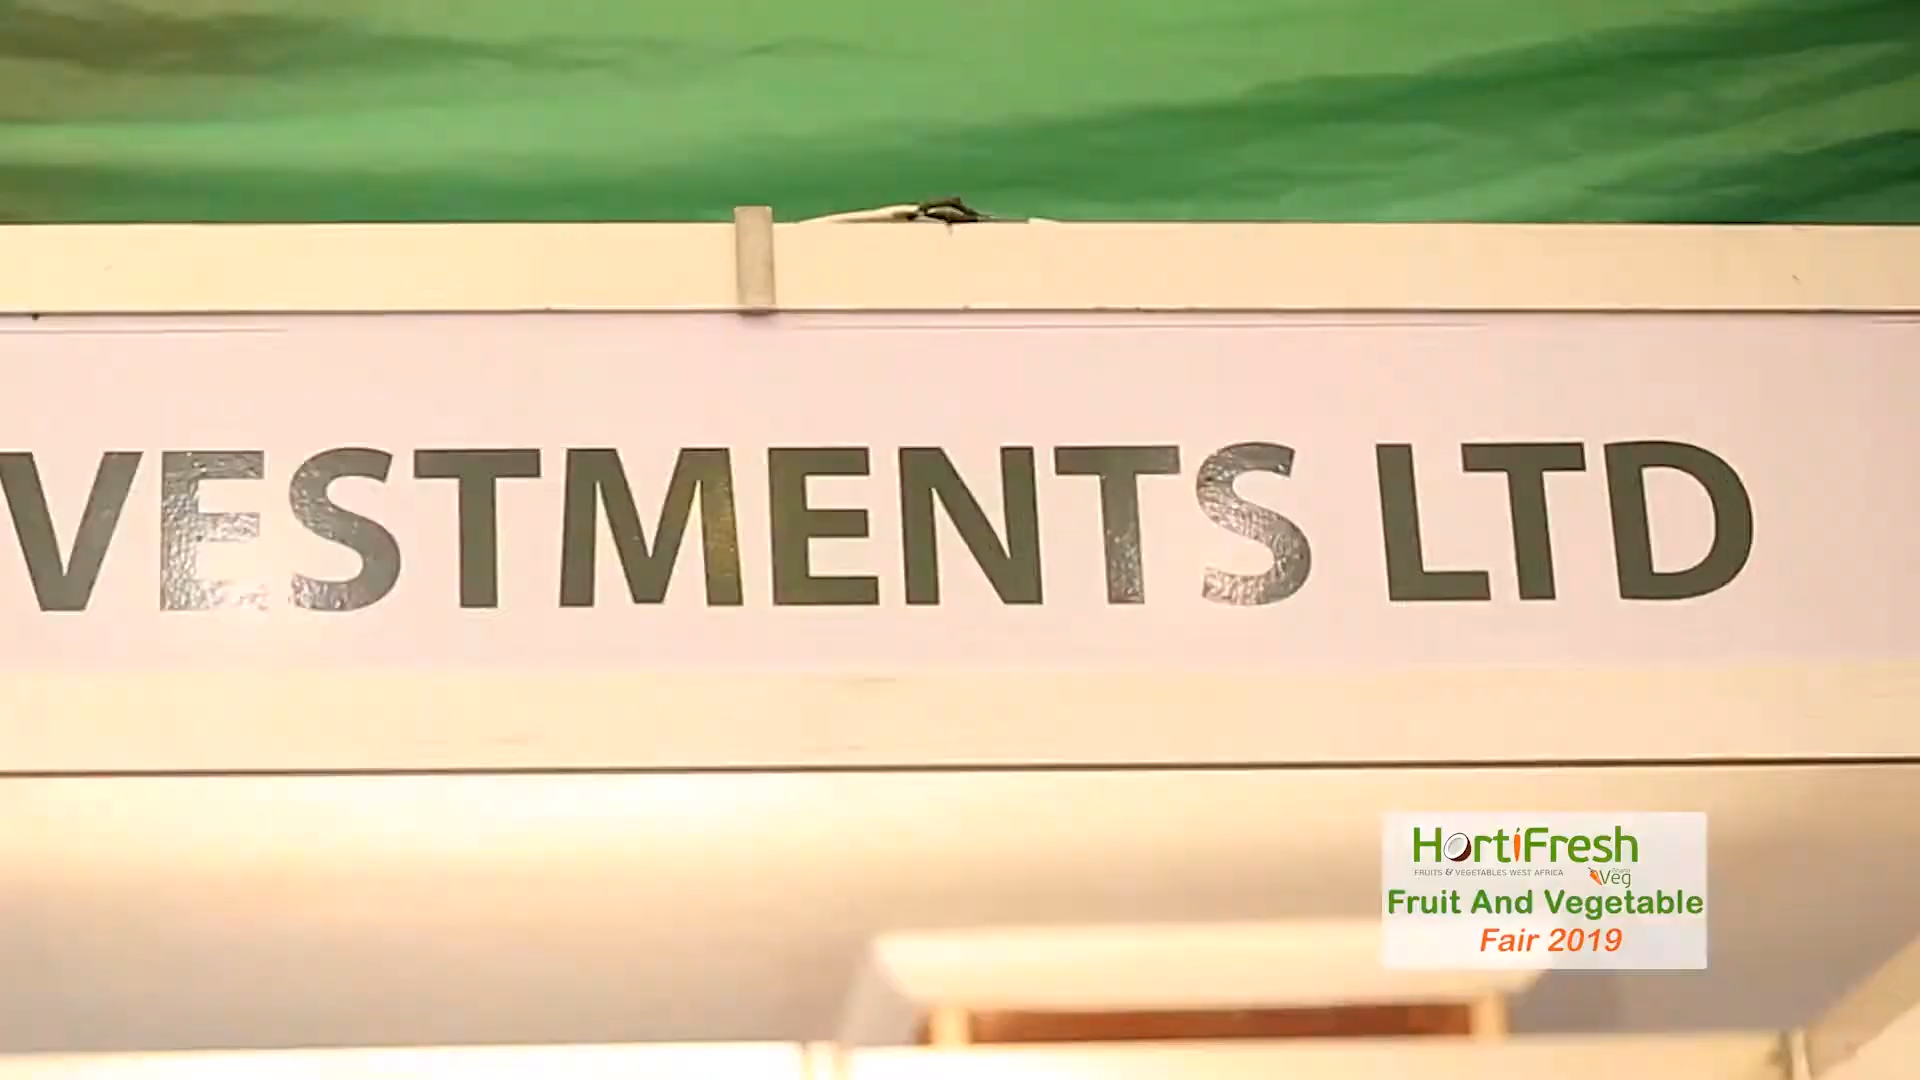 VESTMENTS LTD
HortiFresh
FRUITS & VEGETABLES WEST AFRICA
Veg
Fruit And Vegetable
Fair 2019